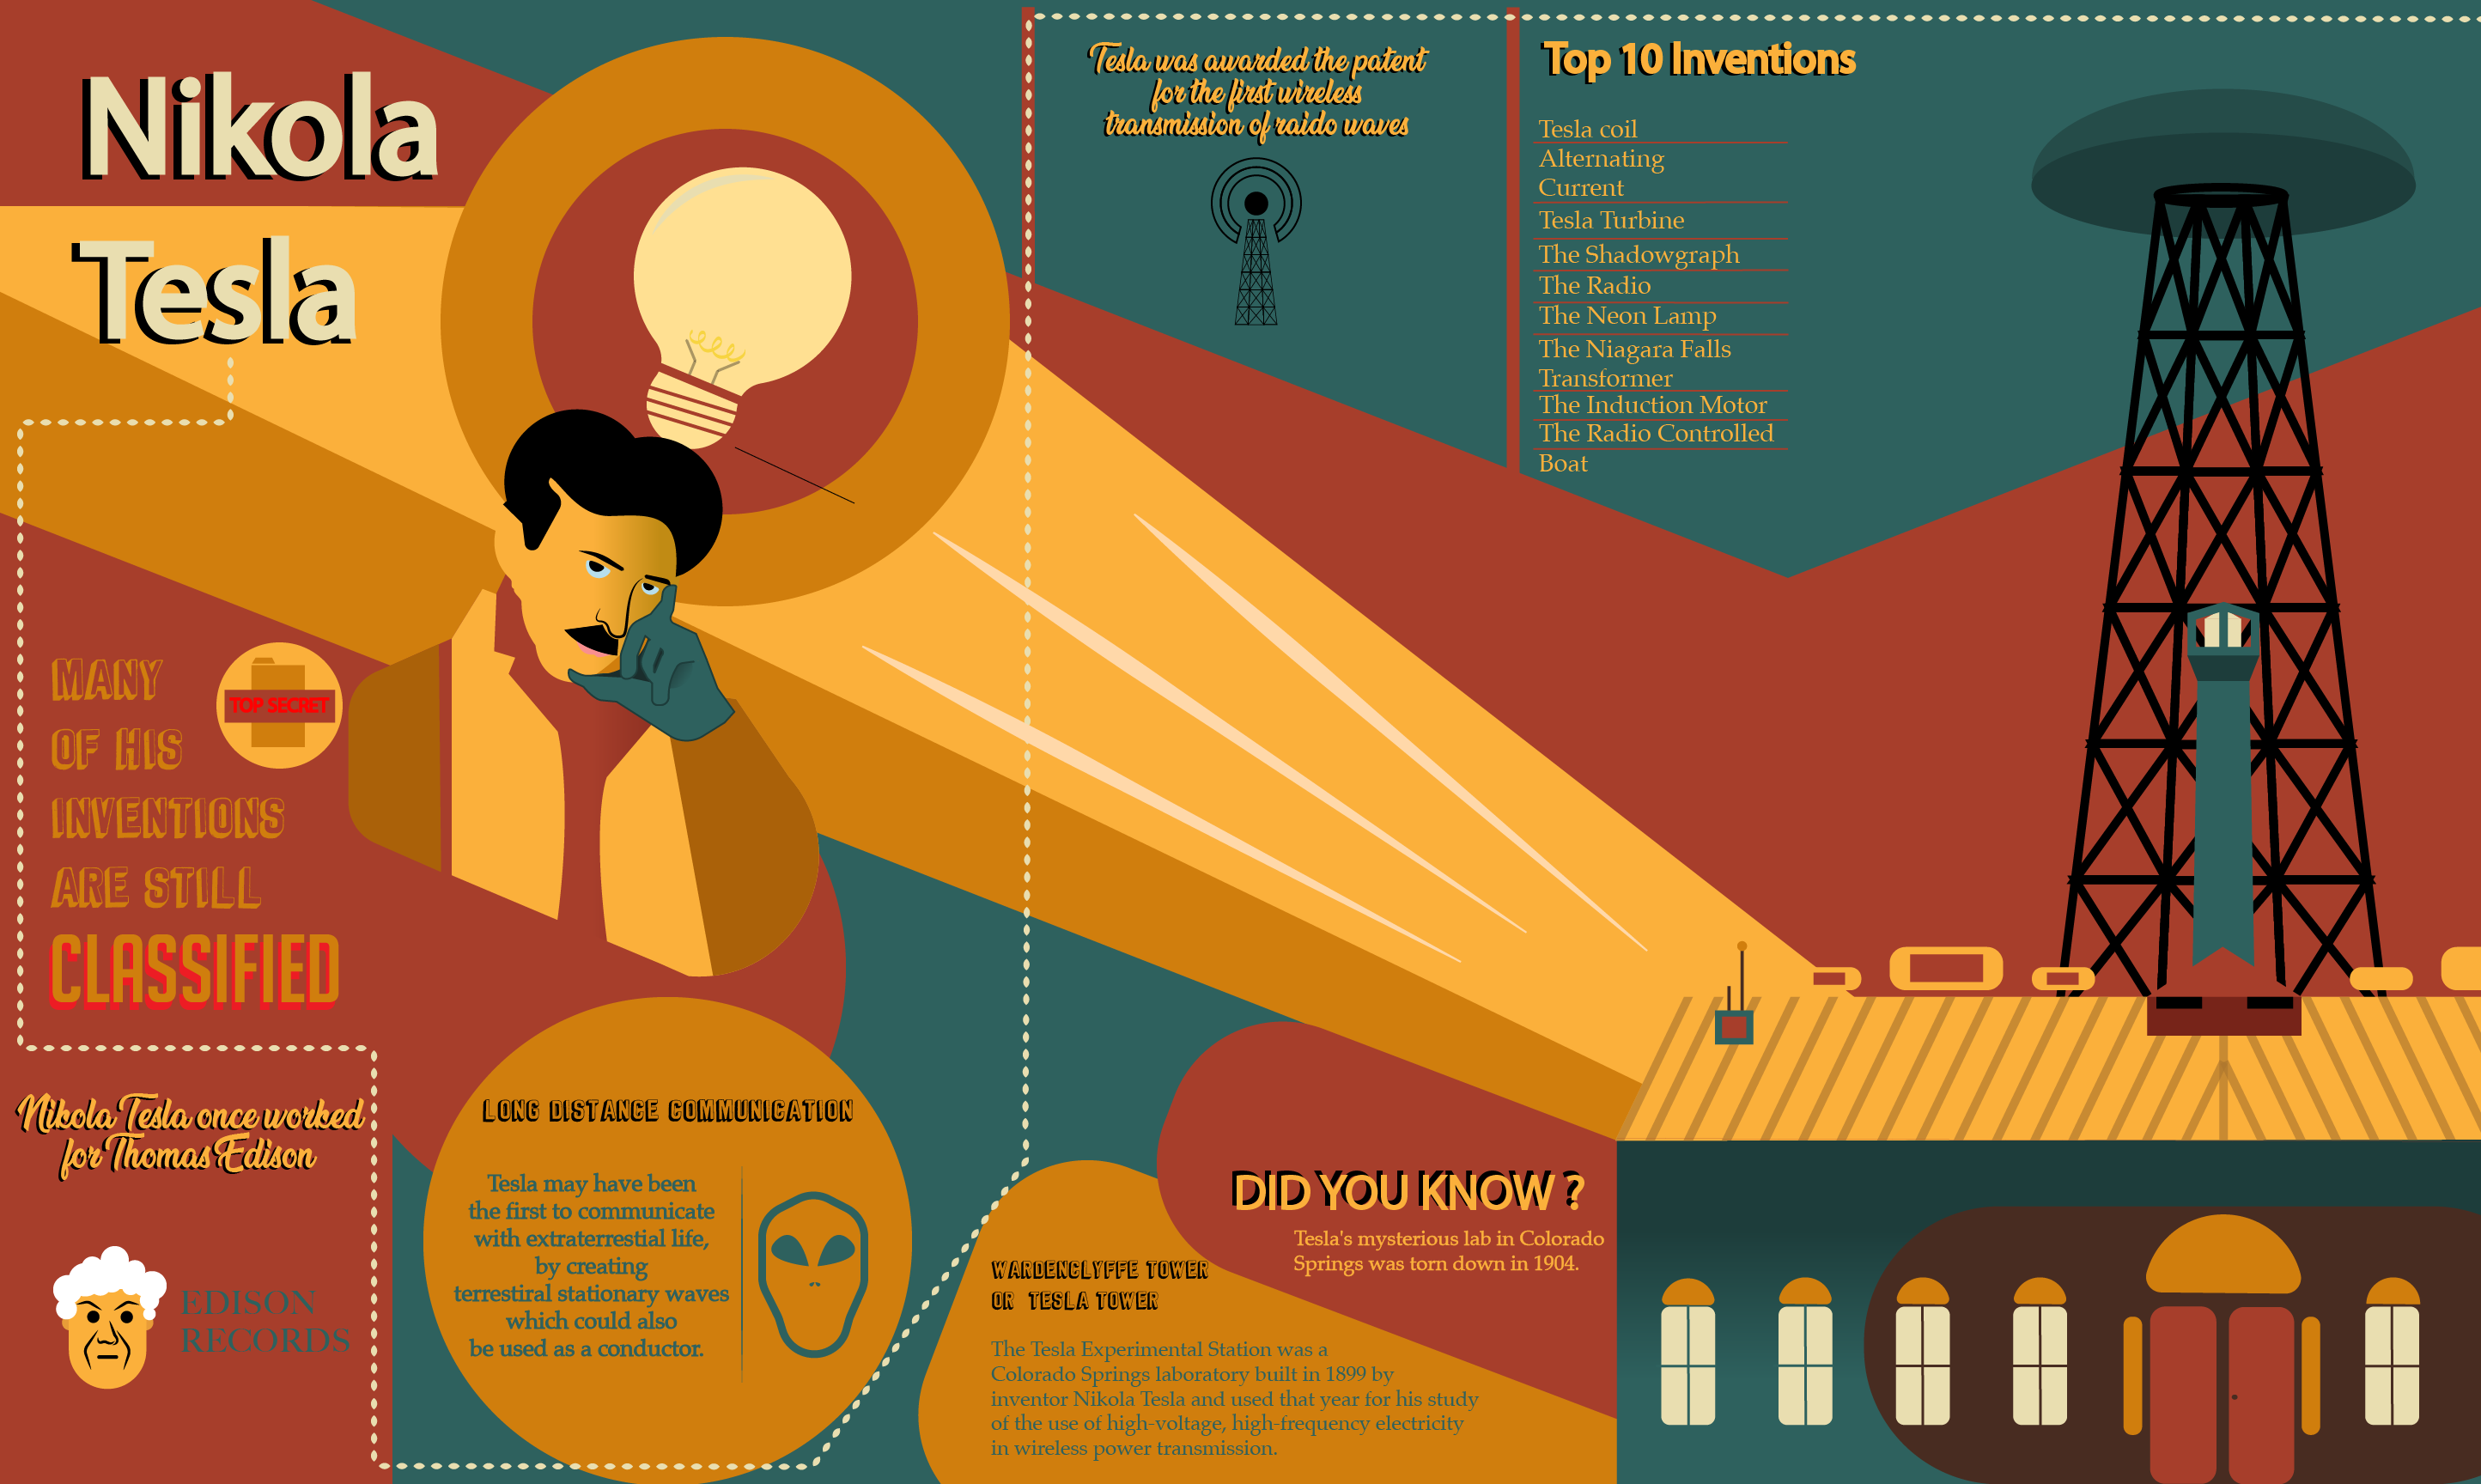 Nikola
Tesla
MANY
OF HIS
INVENTIONS
ARE STILL
CLASSIFIED
TOP SECRET
Nikola Tesla once worked
for Thomas Edison
EDISON
RECORDS
LONG DISTANCE COMMUNICATION
Tesla may have been
the first to communicate
with extraterrestial life,
by creating
terrestiral stationary waves
which could also
be used as a conductor.
Tesla was awarded the patent
for the first wireless
transmission of raido waves
Top 10 Inventions
Tesla coil
Alternating
Current
Tesla Turbine
The Shadowgraph
The Radio
The Neon Lamp
The Niagara Falls
Transformer
The Induction Motor
The Radio Controlled
Boat
DID YOU KNOW ?
Tesla's mysterious lab in Colorado
Springs was torn down in 1904.
WARDENCLYFFE TOWER
OR TESLA TOWER
The Tesla Experimental Station was a
Colorado Springs laboratory built in 1899 by
inventor Nikola Tesla and used that year for his study
of the use of high-voltage, high-frequency electricity
in wireless power transmission.